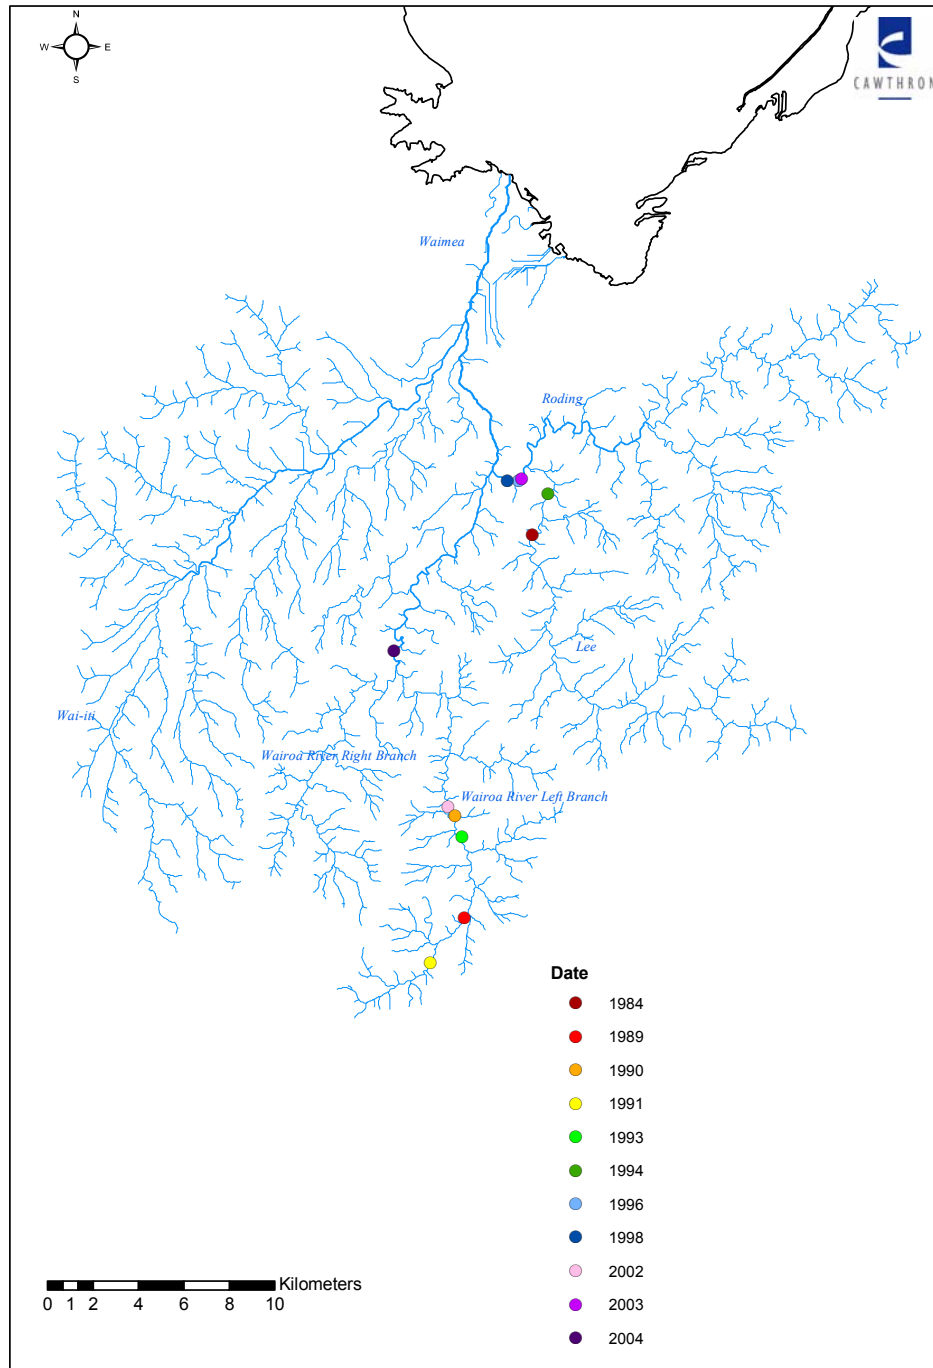 N
W E
S
CAWTHRON
Waimea
Roding
Lee
Wai-iti
Wairoa River Right Branch
Wairoa River Left Branch
Date
1984
1989
1990
1991
1993
1994
1996
1998
2002
2003
2004
Kilometers
0 1 2 4 6 8 10